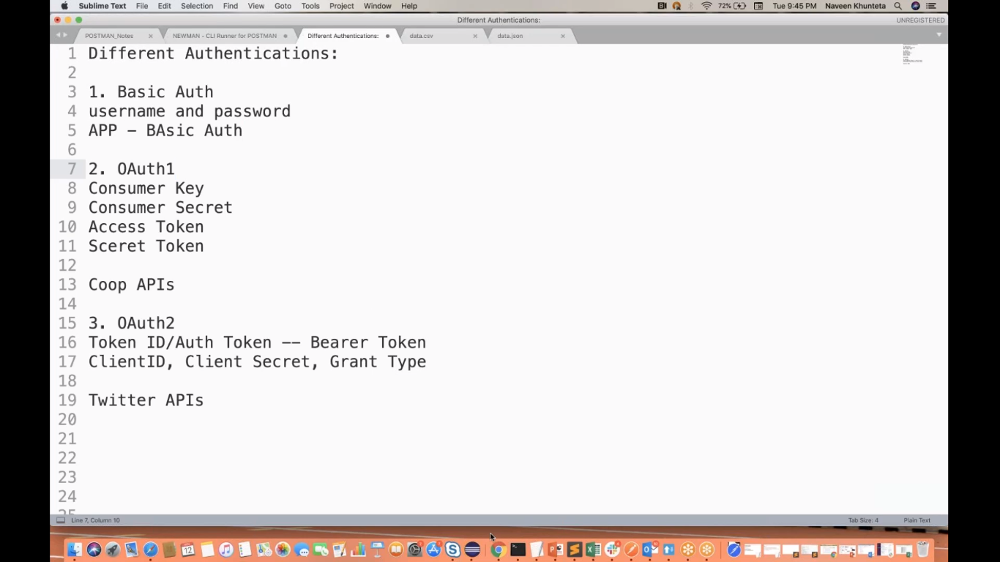 Sublime Text File Edit Selection Find View Goto Tools Project Window Help 72% Tue 9:45 PM Naveen Khunteta
Different Authentications: UNREGISTERED
POSTMAN_Notes NEWMAN - CLI Runner for POSTMAN Different Authentications: data.csv data.json
1 Different Authentications:
2
3 1. Basic Auth
4 username and password
5 APP - BAsic Auth
6
7 2. OAuth1
8 Consumer Key
9 Consumer Secret
10 Access Token
11 Sceret Token
12
13 Coop APIs
14
15 3. OAuth2
16 Token ID/Auth Token -- Bearer Token
17 ClientID, Client Secret, Grant Type
18
19 Twitter APIs
20
21
22
23
24
25
Line 7, Column 10 Tab Size: 4 Plain Text
12